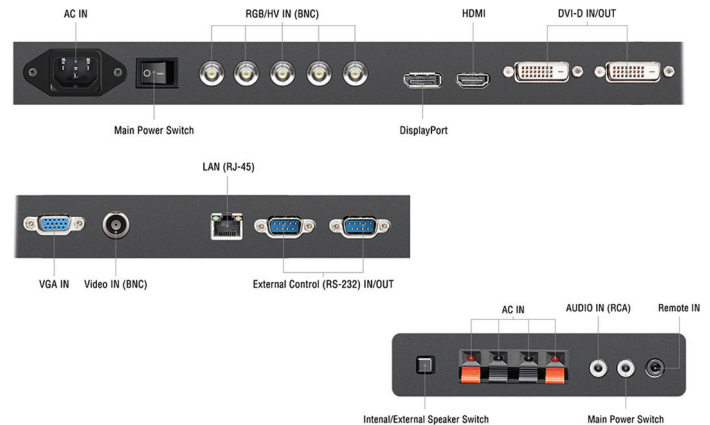 AC IN
RGB/HV IN (BNC)
HDMI
DVI-D IN/OUT
Main Power Switch
DisplayPort
LAN (RJ-45)
VGA IN
Video IN (BNC)
External Control (RS-232) IN/OUT
AC IN
AUDIO IN (RCA)
Remote IN
Intenal/External Speaker Switch
Main Power Switch